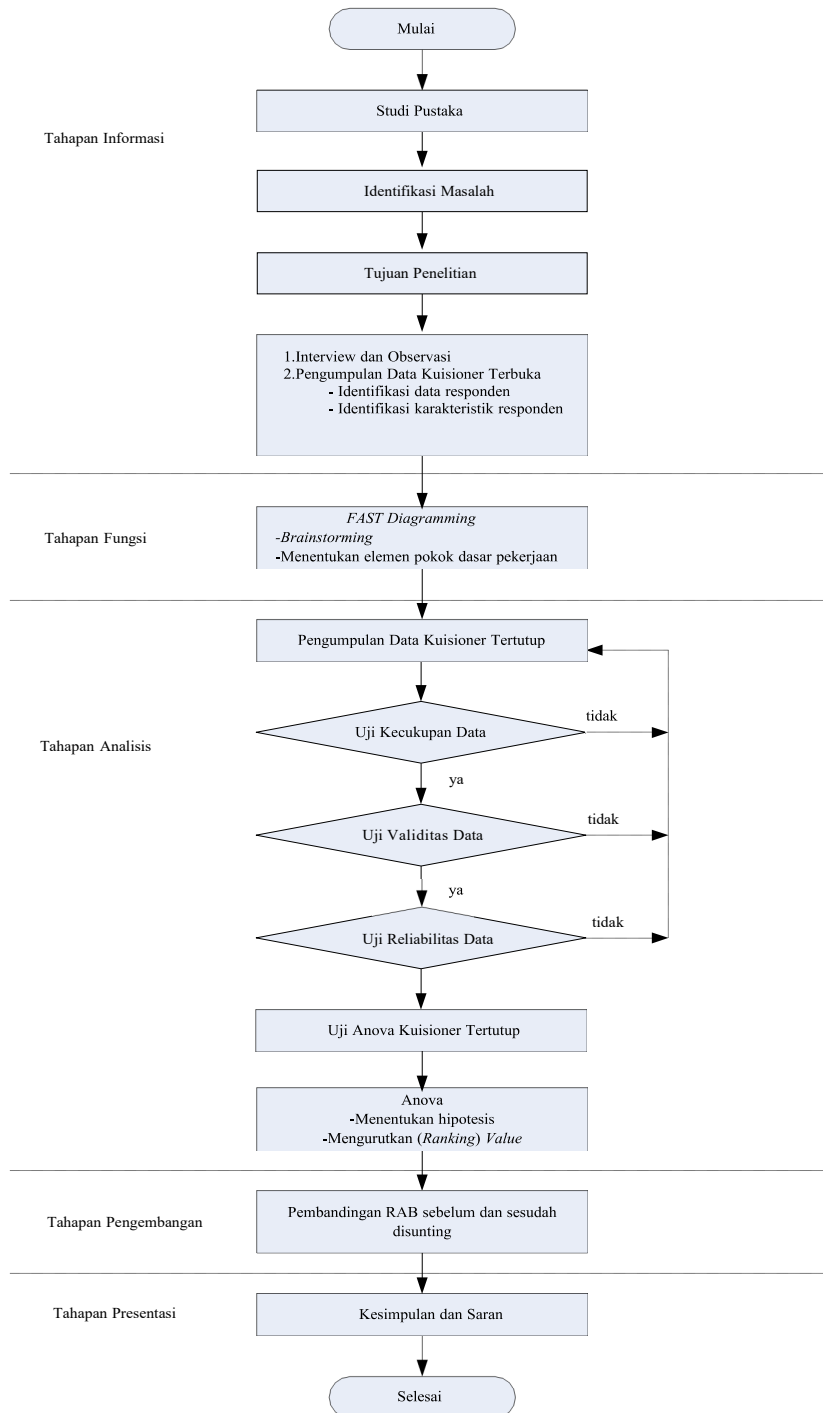 Mulai
Tahapan Informasi
Studi Pustaka
Identifikasi Masalah
Tujuan Penelitian
1.Interview dan Observasi
2.Pengumpulan Data Kuisioner Terbuka
- Identifikasi data responden
- Identifikasi karakteristik responden
Tahapan Fungsi
FAST Diagramming
-Brainstorming
-Menentukan elemen pokok dasar pekerjaan
Tahapan Analisis
Pengumpulan Data Kuisioner Tertutup
Uji Kecukupan Data
tidak
ya
Uji Validitas Data
tidak
ya
Uji Reliabilitas Data
tidak
Uji Anova Kuisioner Tertutup
Anova
-Menentukan hipotesis
-Mengurutkan (Ranking) Value
Tahapan Pengembangan
Pembandingan RAB sebelum dan sesudah
disunting
Tahapan Presentasi
Kesimpulan dan Saran
Selesai